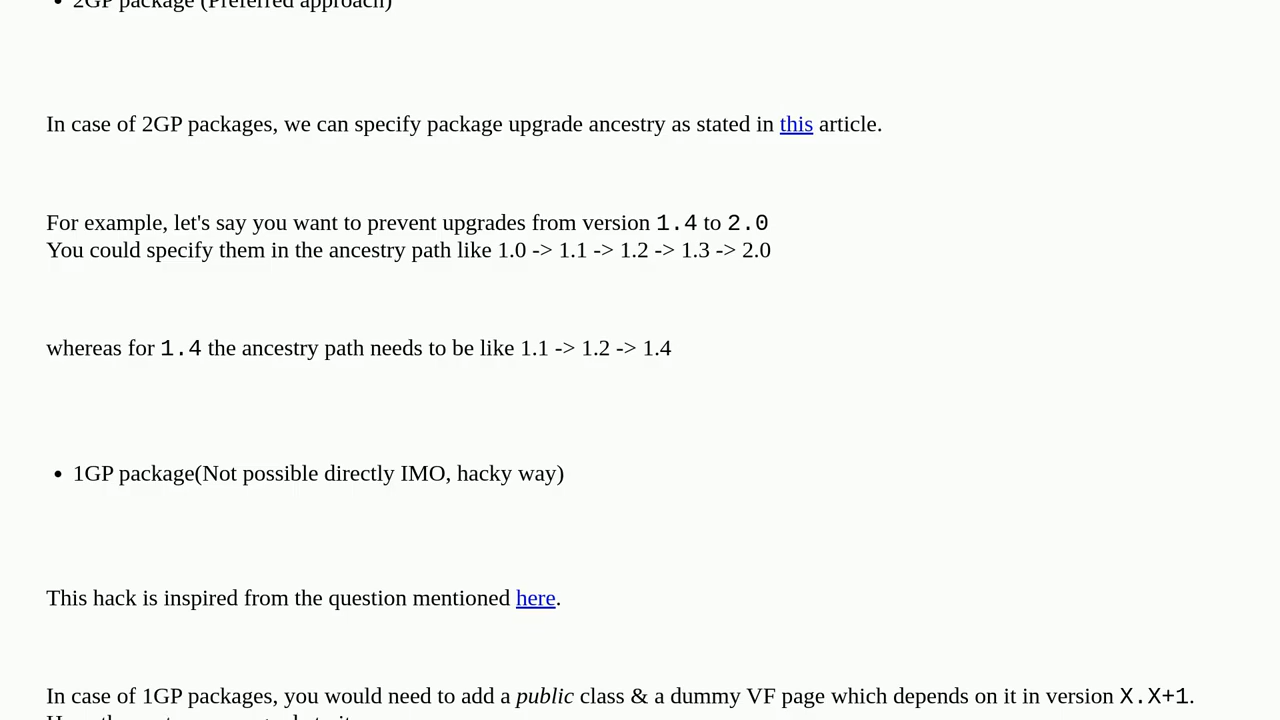 2GP package (Preferred approach)
In case of 2GP packages, we can specify package upgrade ancestry as stated in this article.
For example, let's say you want to prevent upgrades from version 1.4 to 2.0
You could specify them in the ancestry path like 1.0 -> 1.1 -> 1.2 -> 1.3 -> 2.0
whereas for 1.4 the ancestry path needs to be like 1.1 -> 1.2 -> 1.4
1GP package(Not possible directly IMO, hacky way)
This hack is inspired from the question mentioned here.
In case of 1GP packages, you would need to add a public class & a dummy VF page which depends on it in version X.X+1.